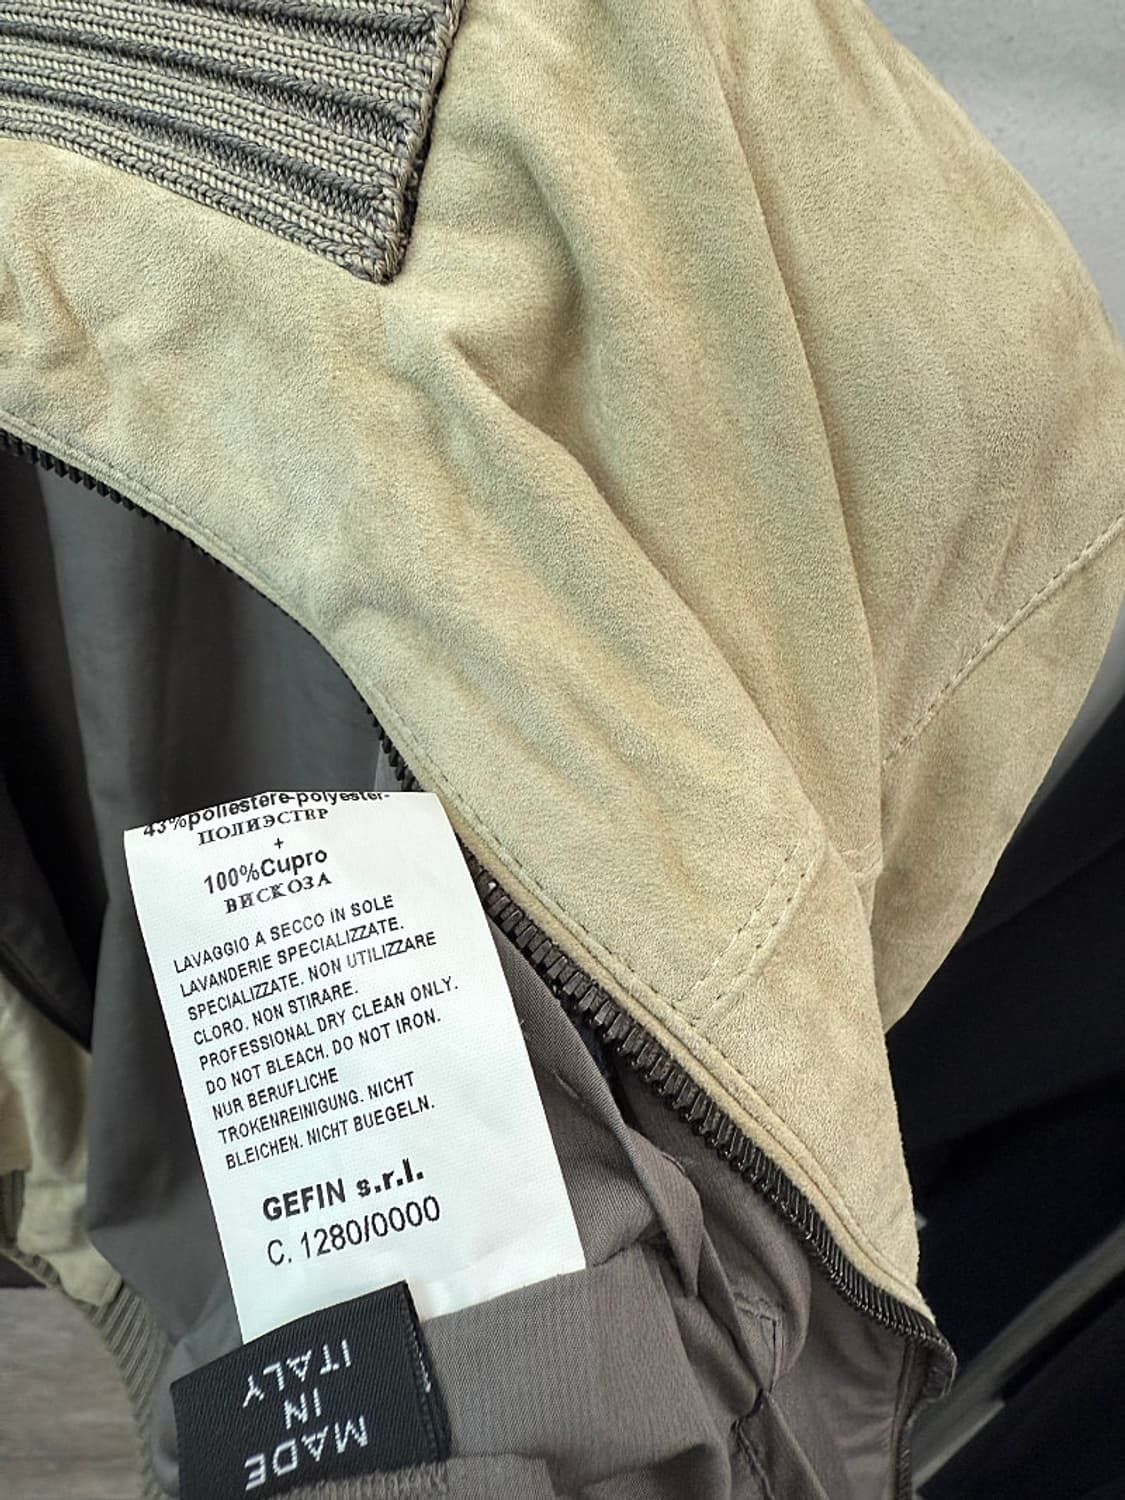 43%poliestere-polyester-
ПОЛИЭСТЕР
+
100%Cupro
ВИСКОЗА
LAVAGGIO A SECCO IN SOLE
LAVANDERIE SPECIALIZZATE.
SPECIALIZZATE. NON UTILIZZARE
CLORO. NON STIRARE.
PROFESSIONAL DRY CLEAN ONLY.
DO NOT BLEACH. DO NOT IRON.
NUR BERUFLICHE
TROKENREINIGUNG. NICHT
BLEICHEN. NICHT BUEGELN.
GEFIN s.r.l.
C. 1280/0000
MADE
IN
ITALY